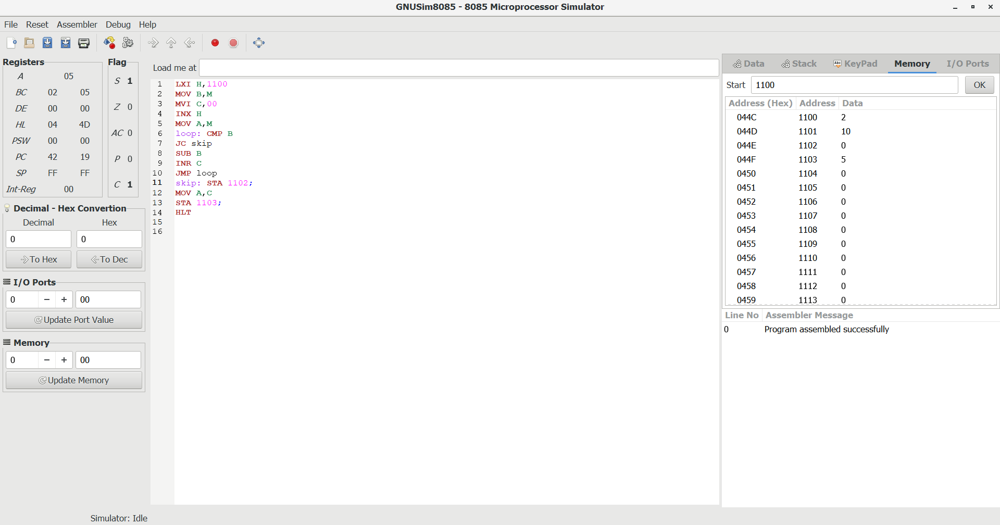 GNUSim8085 - 8085 Microprocessor Simulator
File Reset Assembler Debug Help
Registers
A 05
BC 02 05
DE 00 00
HL 04 4D
PSW 00 00
PC 42 19
SP FF FF
Int-Reg 00
Flag
S 1
Z 0
AC 0
P 0
C 1
Decimal - Hex Convertion
Decimal Hex
0 0
To Hex To Dec
I/O Ports
0 − + 00
Update Port Value
Memory
0 − + 00
Update Memory
Load me at
1 LXI H,1100
2 MOV B,M
3 MVI C,00
4 INX H
5 MOV A,M
6 loop: CMP B
7 JC skip
8 SUB B
9 INR C
10 JMP loop
11 skip: STA 1102;
12 MOV A,C
13 STA 1103;
14 HLT
15
16
Data Stack Abc KeyPad Memory I/O Ports
Start 1100 OK
Address (Hex) Address Data
044C 1100 2
044D 1101 10
044E 1102 0
044F 1103 5
0450 1104 0
0451 1105 0
0452 1106 0
0453 1107 0
0454 1108 0
0455 1109 0
0456 1110 0
0457 1111 0
0458 1112 0
0459 1113 0
Line No Assembler Message
0 Program assembled successfully
Simulator: Idle